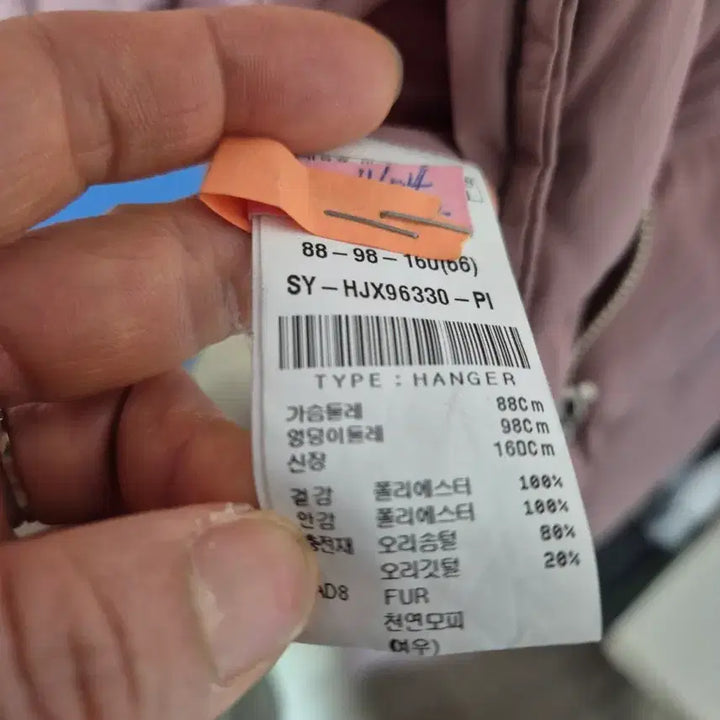 88-98-160(66)
SY-HJX96330-PI
TYPE : HANGER
가슴둘레 88Cm
엉덩이둘레 98Cm
신장 160Cm
겉감 폴리에스터 100%
안감 폴리에스터 100%
충전재 오리솜털 80%
오리깃털 20%
AD8 FUR
천연모피
여우)